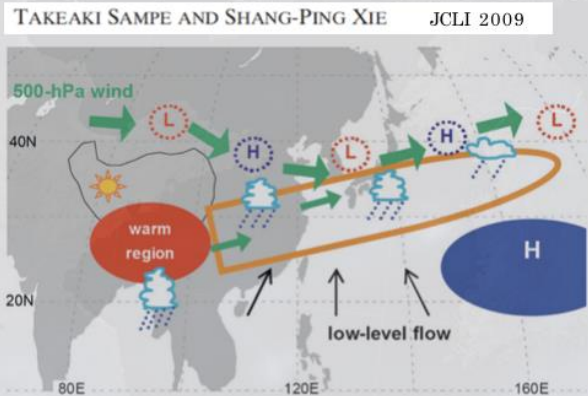 TAKEAKI SAMPE AND SHANG-PING XIE JCLI 2009
500-hPa wind
L
L
L
40N
H
H
warm
region
H
20N
low-level flow
80E 120E 160E